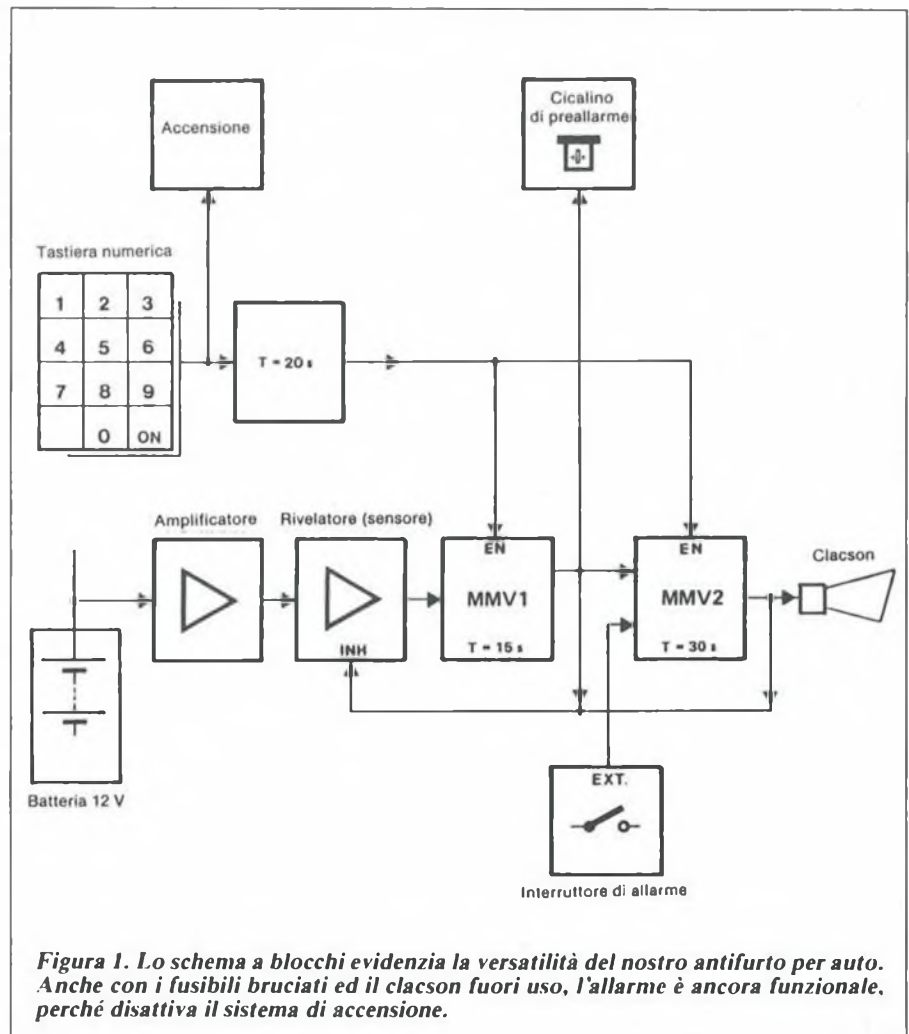 Accensione
Cicalino
di preallarme
Tastiera numerica
1 2 3
4 5 6
7 8 9
0 ON
T = 20 s
Amplificatore
Rivelatore (sensore)
INH
EN
MMV1
T = 15 s
EN
MMV2
T = 30 s
Clacson
Batteria 12 V
EXT.
Interruttore di allarme
Figura 1. Lo schema a blocchi evidenzia la versatilità del nostro antifurto per auto.
Anche con i fusibili bruciati ed il clacson fuori uso, l'allarme è ancora funzionale,
perché disattiva il sistema di accensione.